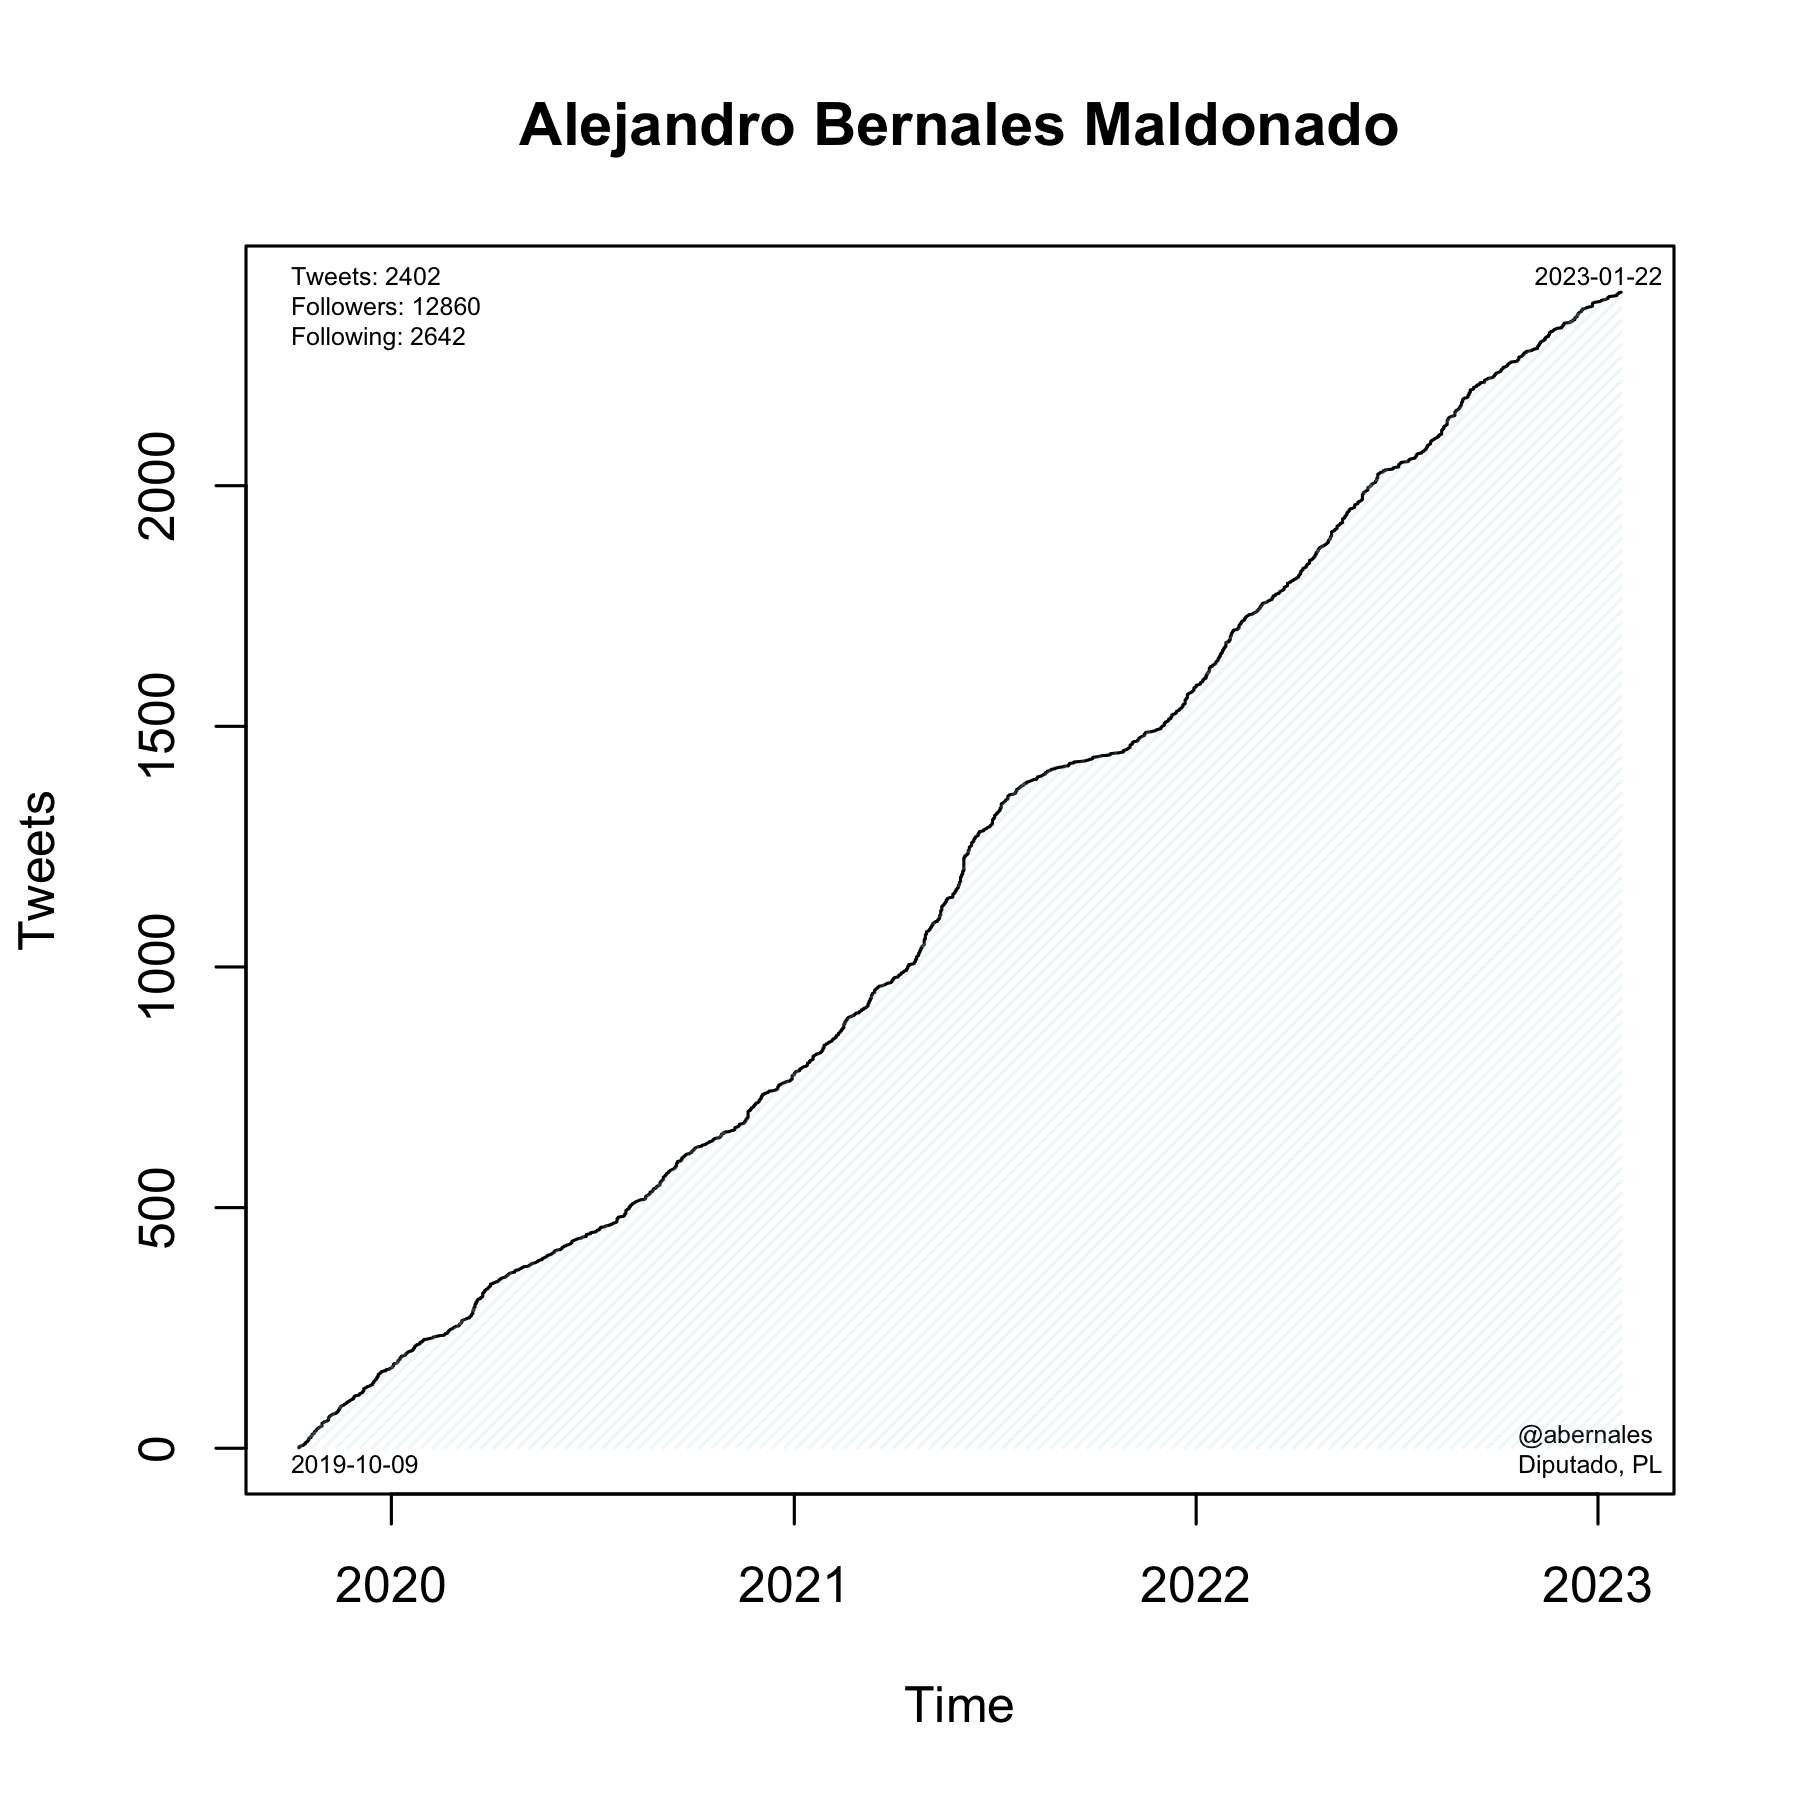 Alejandro Bernales Maldonado
Tweets: 2402
Followers: 12860
Following: 2642
2023-01-22
2000
1500
1000
500
0
Tweets
@abernales
Diputado, PL
2019-10-09
2020
2021
2022
2023
Time